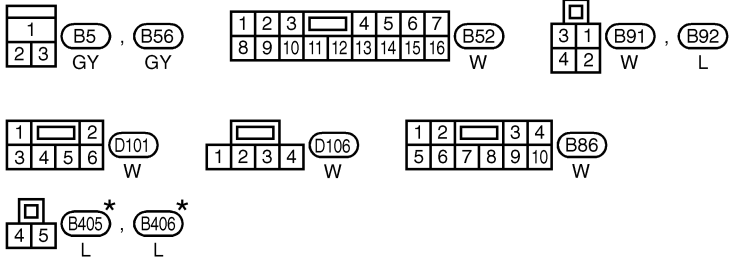 1
2 3
B5 , B56
GY GY
1 2 3 4 5 6 7
8 9 10 11 12 13 14 15 16
B52
W
3 1
4 2
B91 , B92
W L
1 2
3 4 5 6
D101
W
1 2 3 4
D106
W
1 2 3 4
5 6 7 8 9 10
B86
W
4 5
B405* , B406*
L L